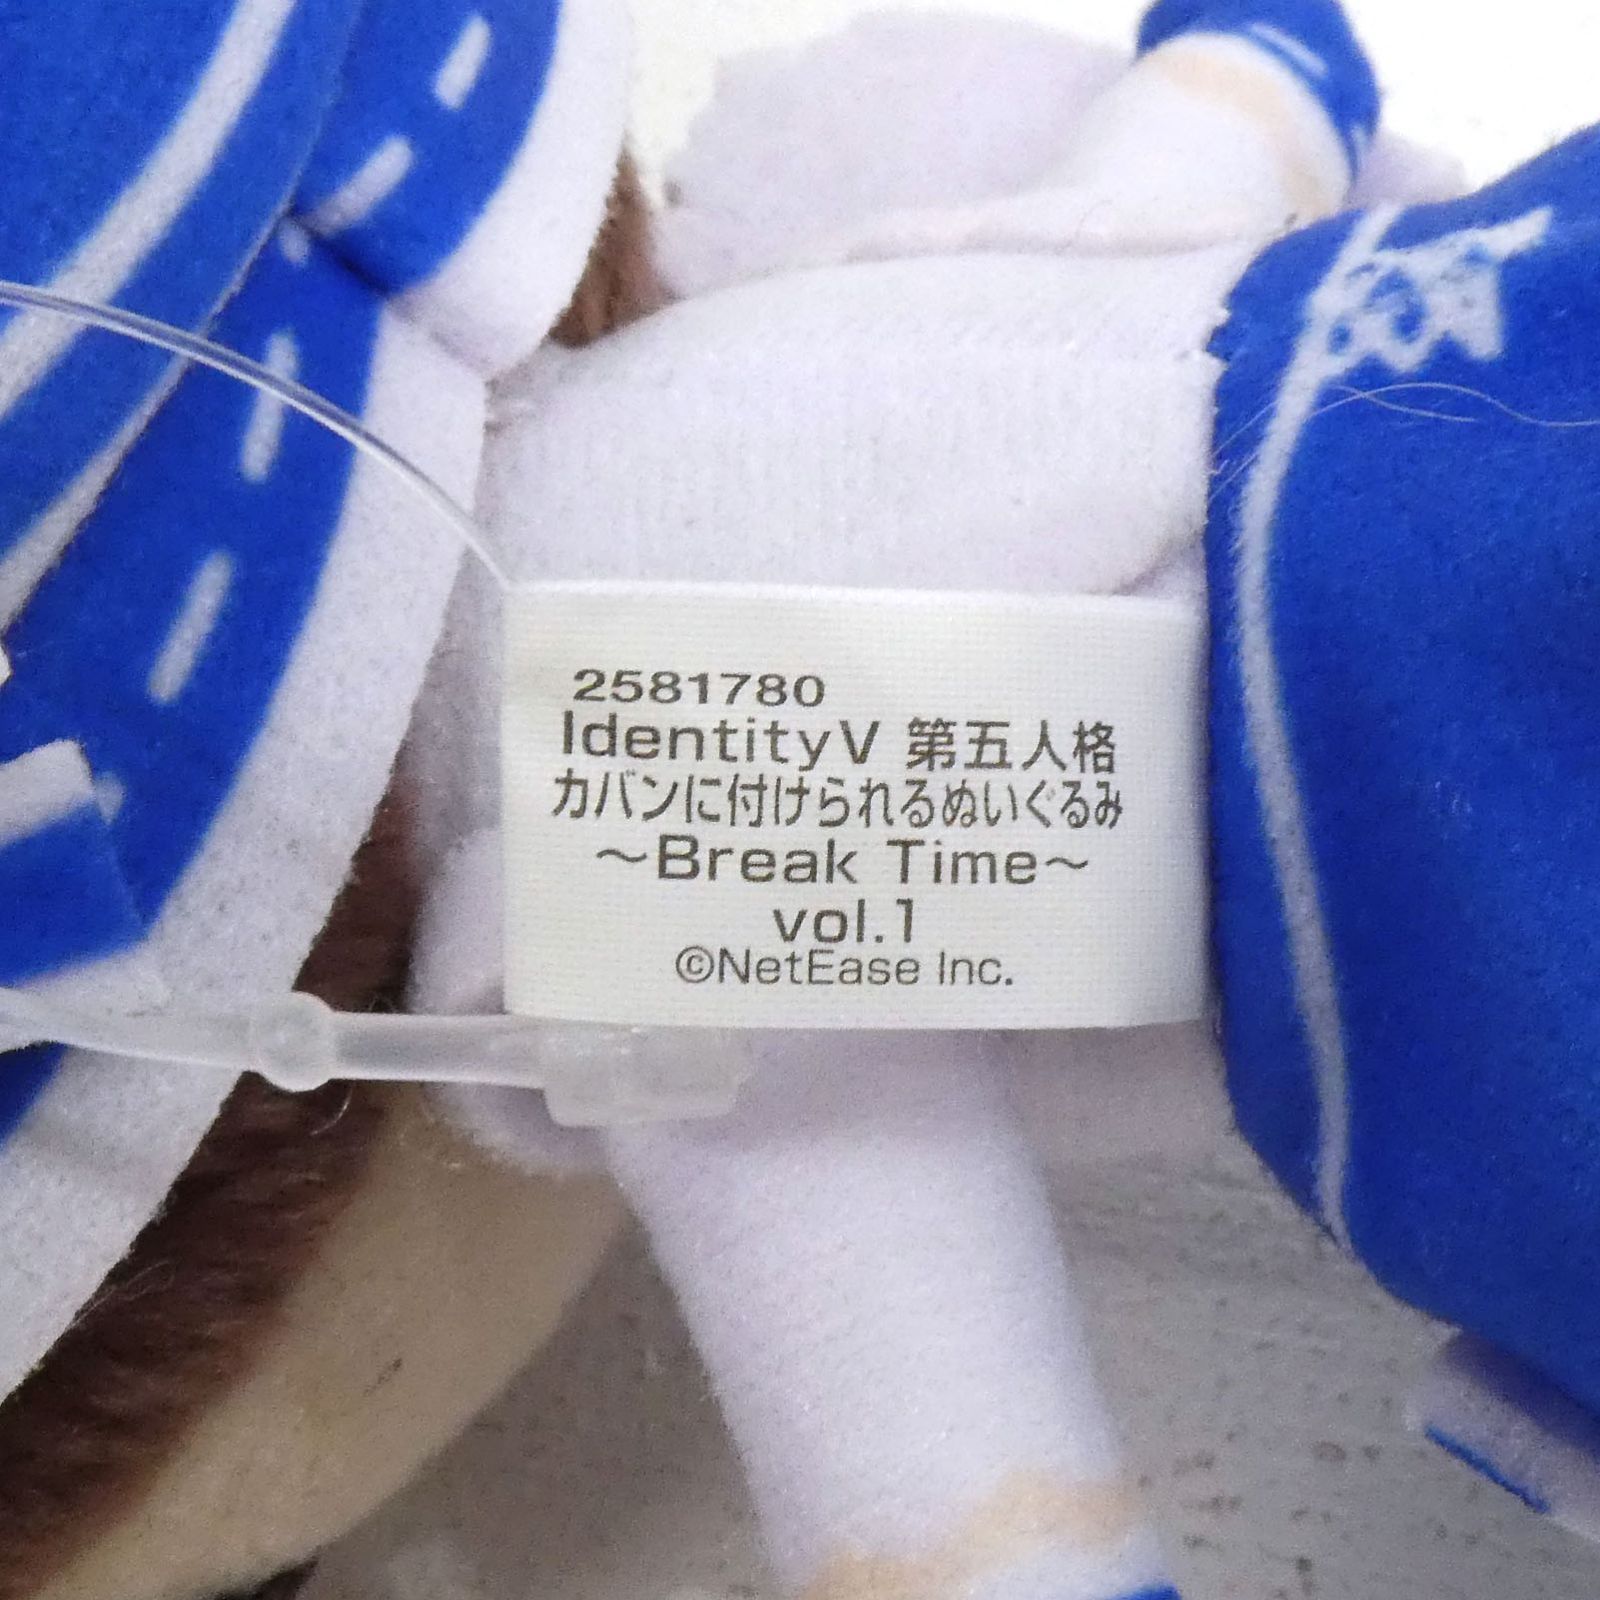 2581780
IdentityV 第五人格
カバンに付けられるぬいぐるみ
～Break Time～
vol.1
©NetEase Inc.